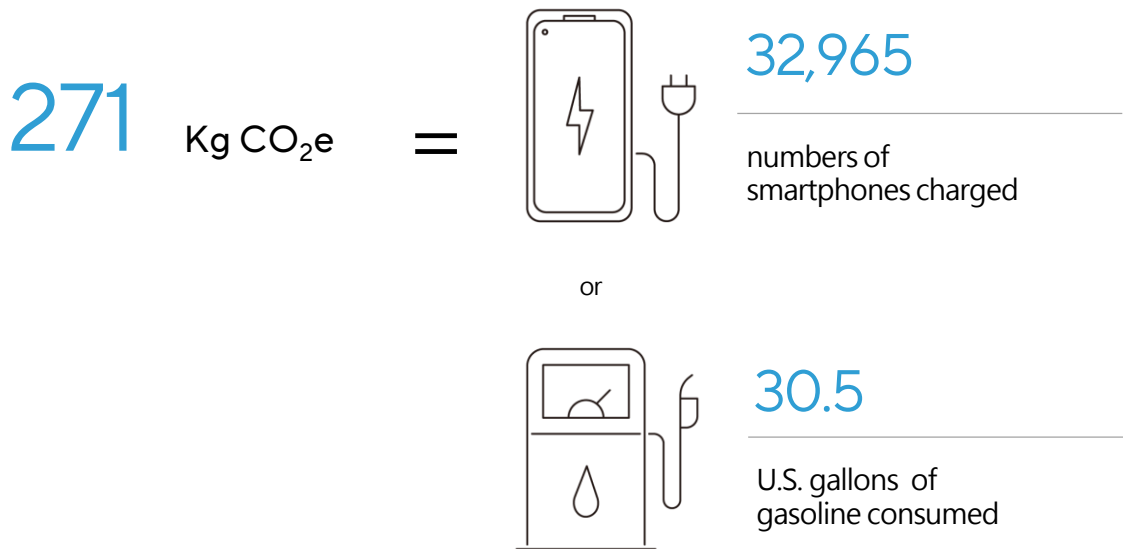 271 Kg CO₂e =
32,965
numbers of
smartphones charged
or
30.5
U.S. gallons of
gasoline consumed